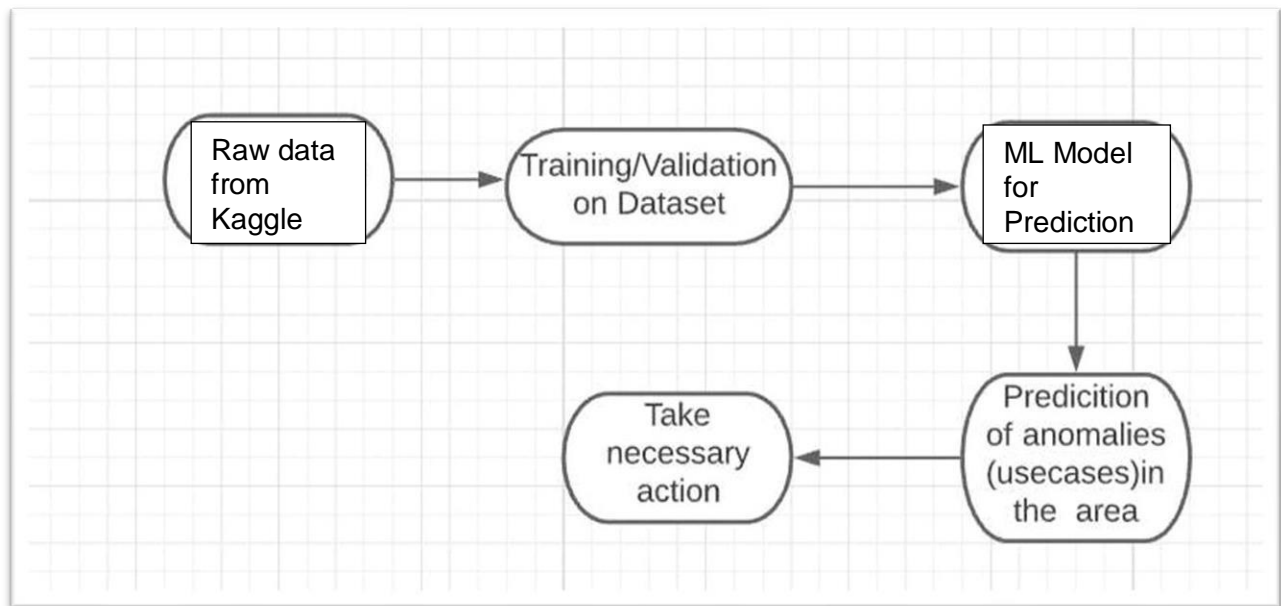 Raw data
from
Kaggle
Training/Validation
on Dataset
ML Model
for
Prediction
Predicition
of anomalies
(usecases)in
the area
Take
necessary
action